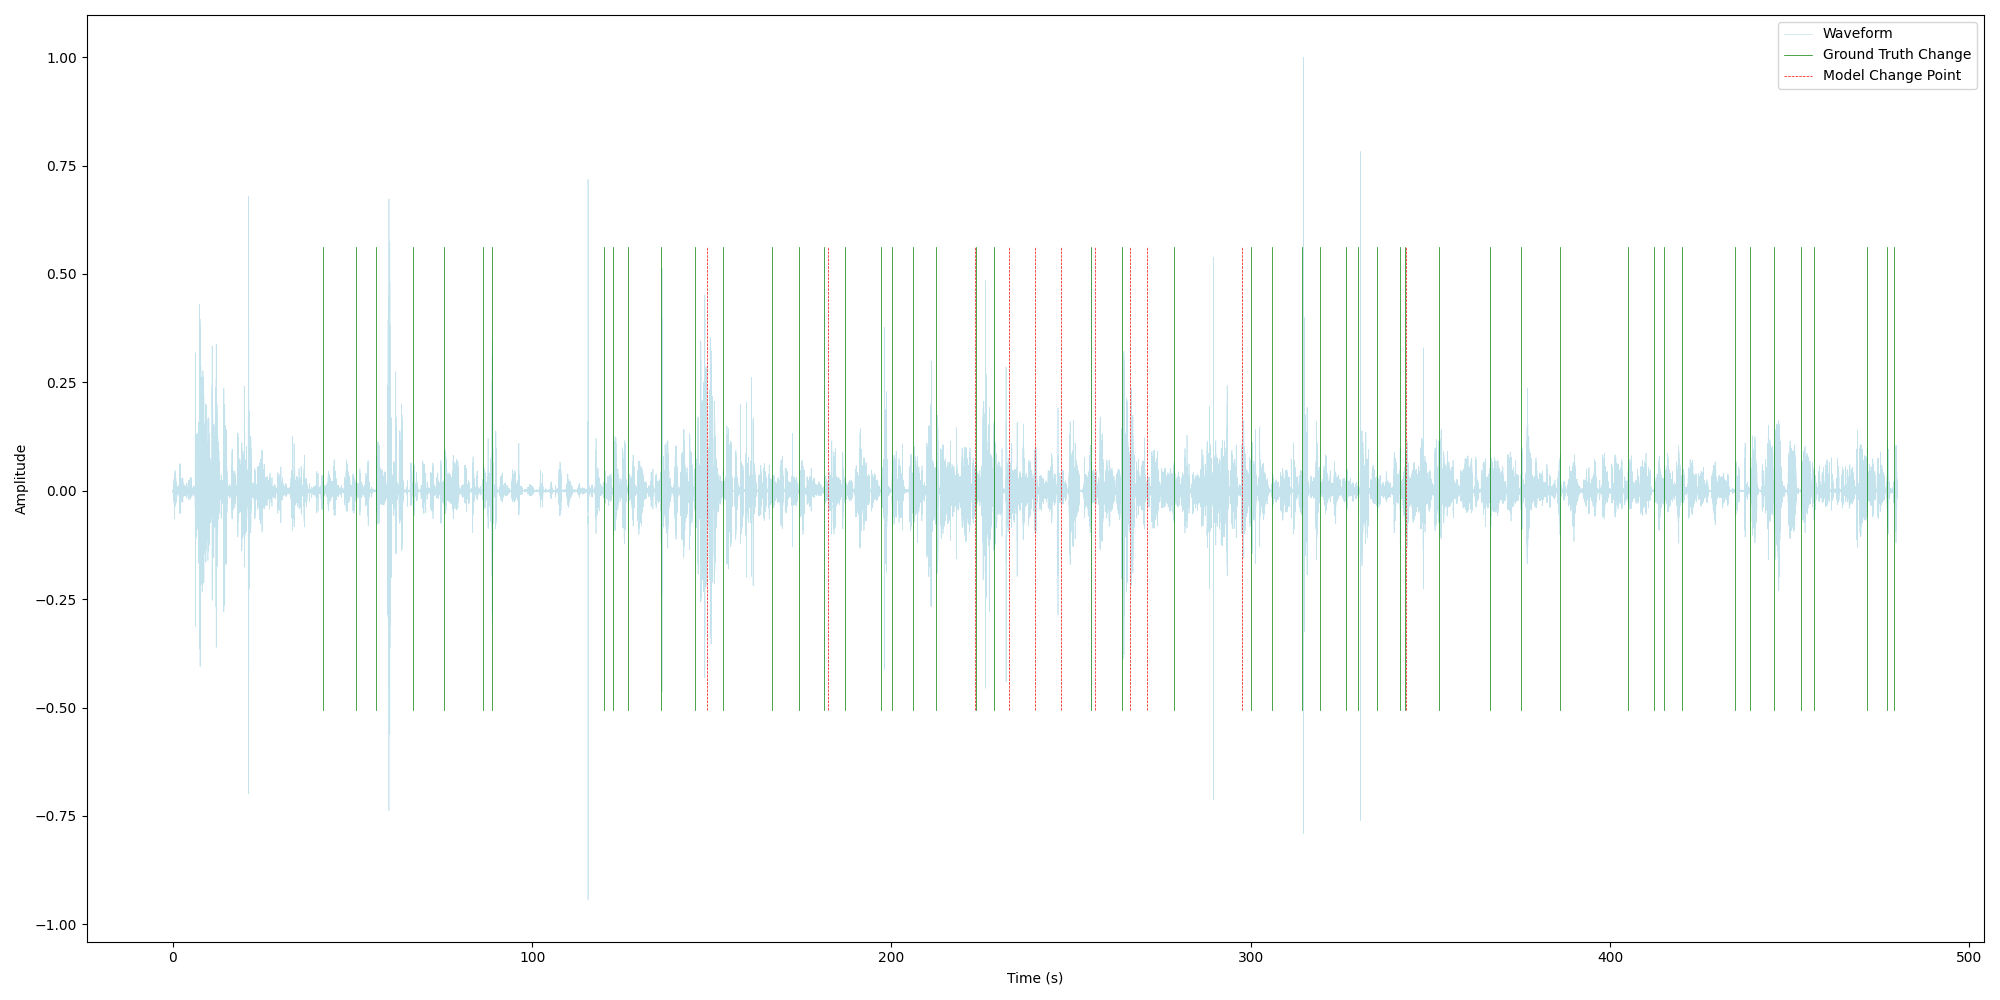 Waveform
Ground Truth Change
Model Change Point
1.00
0.75
0.50
0.25
0.00
−0.25
−0.50
−0.75
−1.00
Amplitude
0 100 200 300 400 500
Time (s)